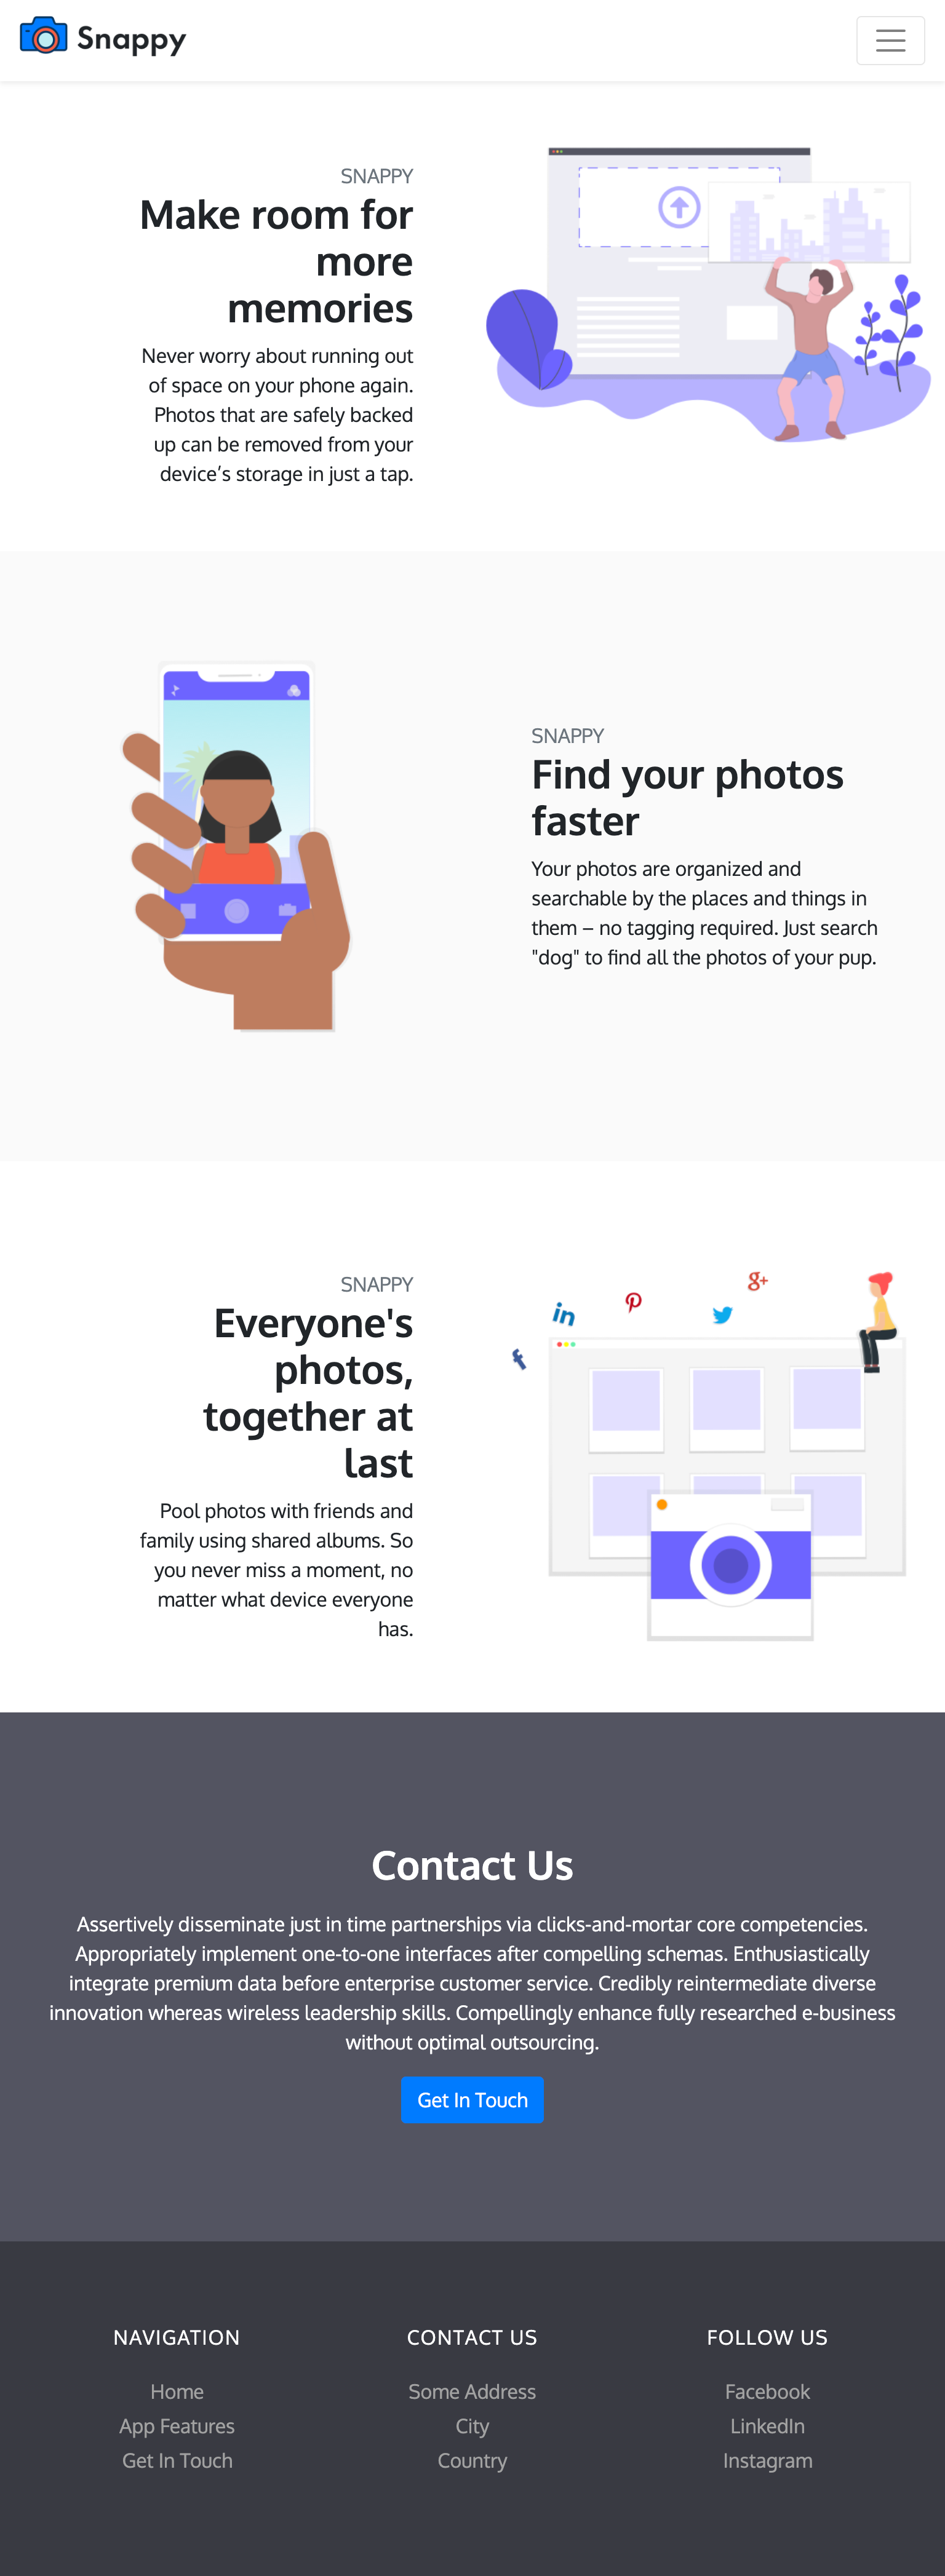 Snappy
SNAPPY
Make room for
more
memories
Never worry about running out
of space on your phone again.
Photos that are safely backed
up can be removed from your
device’s storage in just a tap.
SNAPPY
Find your photos
faster
Your photos are organized and
searchable by the places and things in
them – no tagging required. Just search
"dog" to find all the photos of your pup.
SNAPPY
Everyone's
photos,
together at
last
Pool photos with friends and
family using shared albums. So
you never miss a moment, no
matter what device everyone
has.
Contact Us
Assertively disseminate just in time partnerships via clicks-and-mortar core competencies.
Appropriately implement one-to-one interfaces after compelling schemas. Enthusiastically
integrate premium data before enterprise customer service. Credibly reintermediate diverse
innovation whereas wireless leadership skills. Compellingly enhance fully researched e-business
without optimal outsourcing.
Get In Touch
NAVIGATION
Home
App Features
Get In Touch
CONTACT US
Some Address
City
Country
FOLLOW US
Facebook
LinkedIn
Instagram